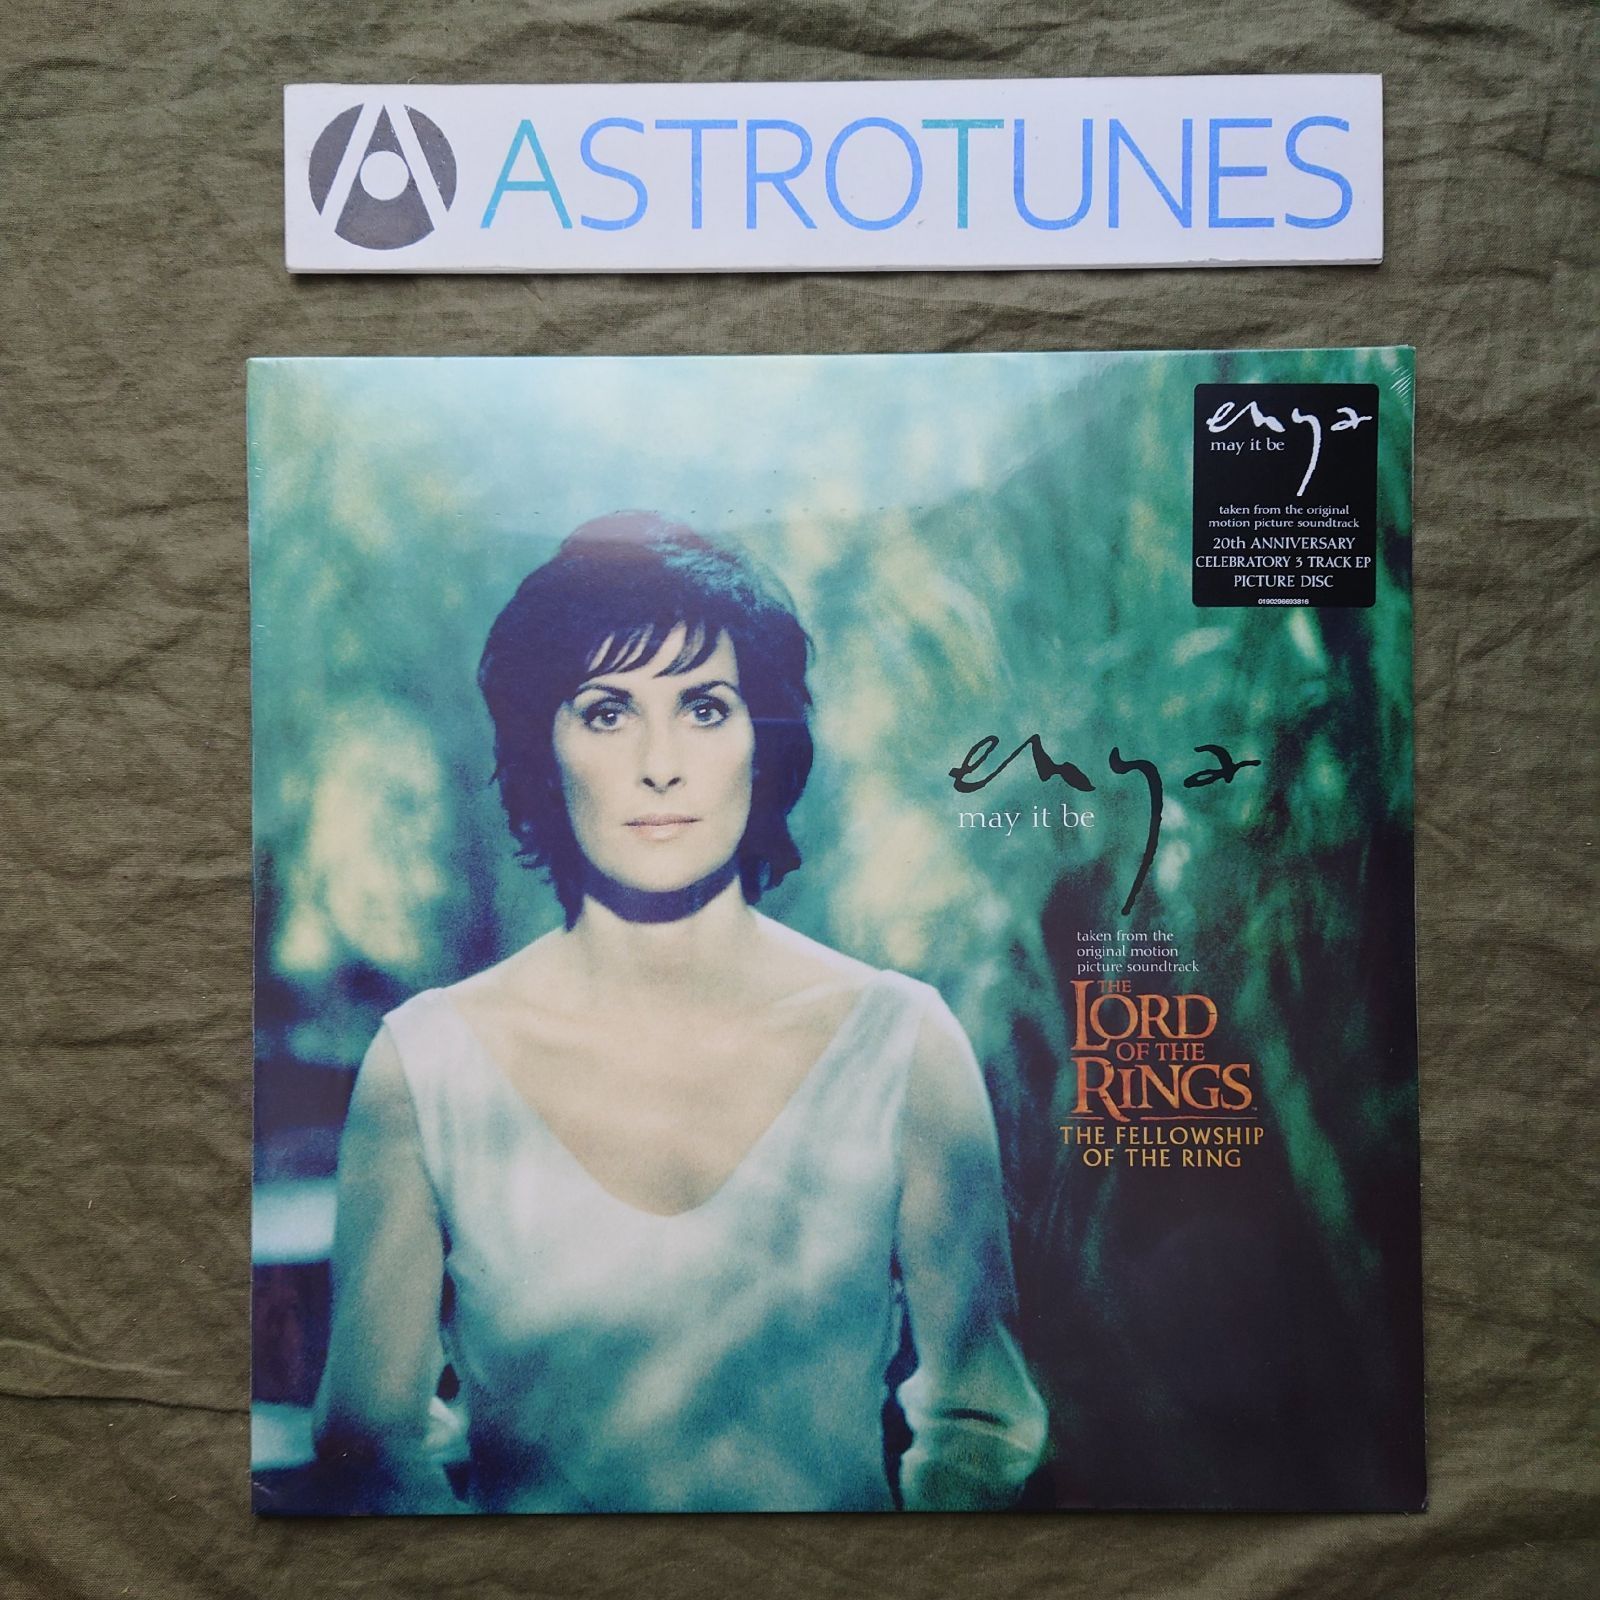 ASTROTUNES
enya
may it be
taken from the original
motion picture soundtrack
20th ANNIVERSARY
CELEBRATORY 3 TRACK EP
PICTURE DISC
0190296693816
enya
may it be
taken from the
original motion
picture soundtrack
THE
LORD
OF THE
RINGS
THE FELLOWSHIP
OF THE RING